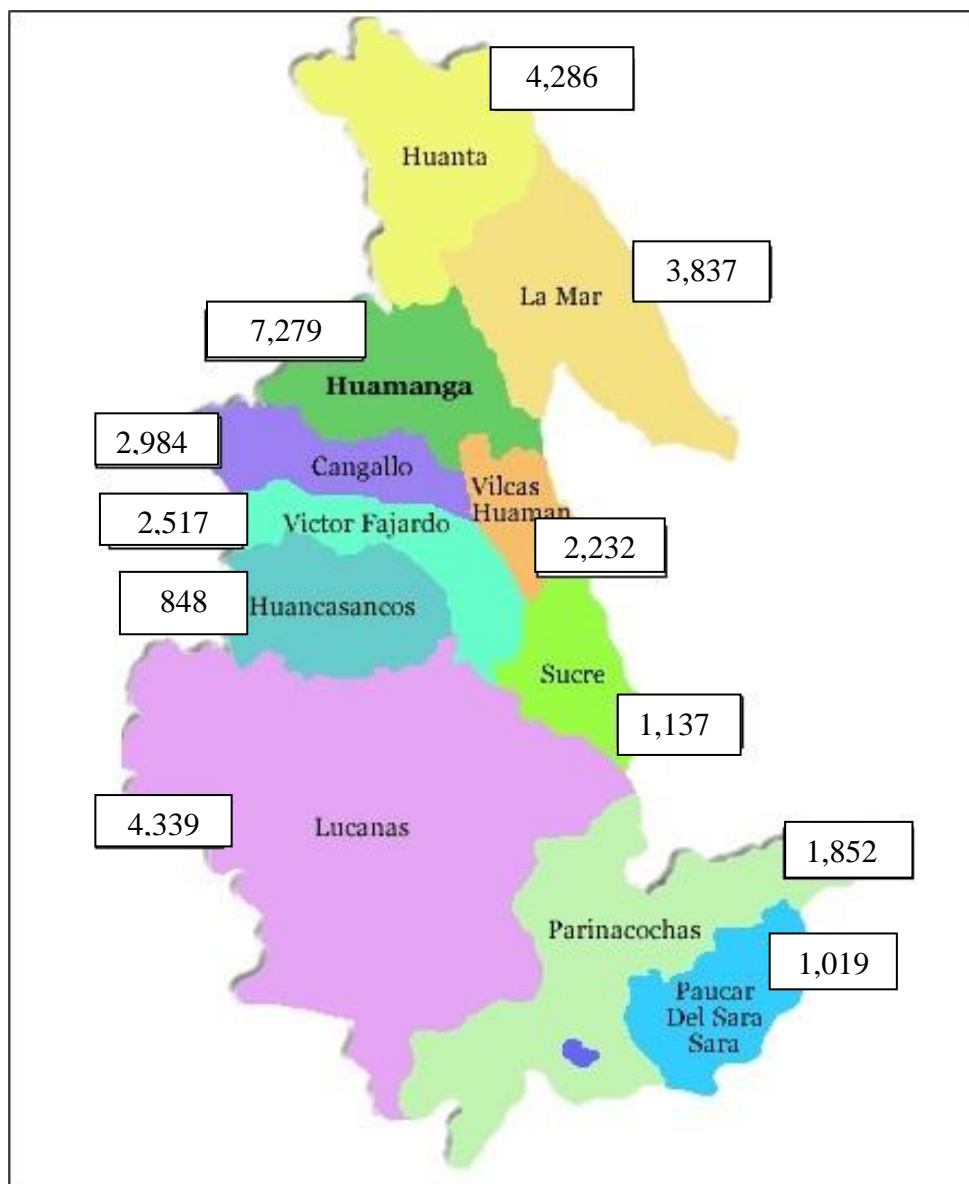 4,286
Huanta
3,837
La Mar
7,279
Huamanga
2,984
Cangallo
Vilcas
Huaman
2,517
Victor Fajardo
2,232
848
Huancasancos
Sucre
1,137
4,339
Lucanas
1,852
Parinacochas
1,019
Paucar
Del Sara
Sara